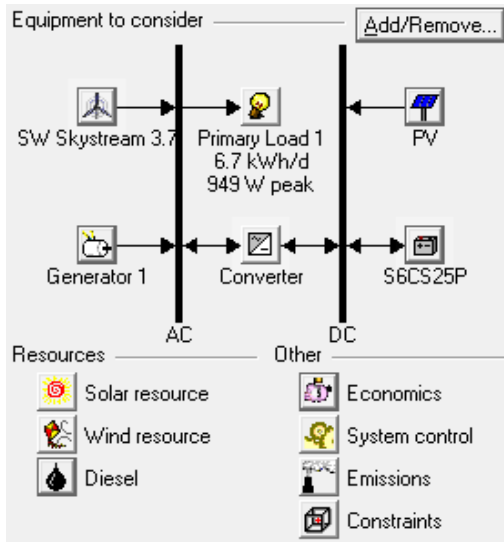 Equipment to consider
Add/Remove...
SW Skystream 3.7
Primary Load 1
6.7 kWh/d
949 W peak
PV
Generator 1
Converter
S6CS25P
AC
DC
Resources
Other
Solar resource
Economics
Wind resource
System control
Diesel
Emissions
Constraints